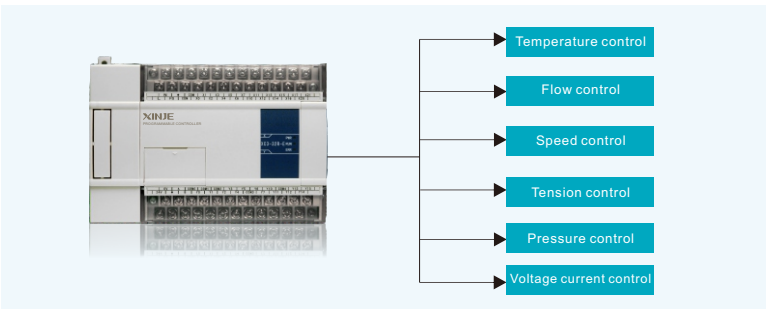 XINJE
PROGRAMMABLE CONTROLLER
Temperature control
Flow control
Speed control
Tension control
Pressure control
Voltage current control